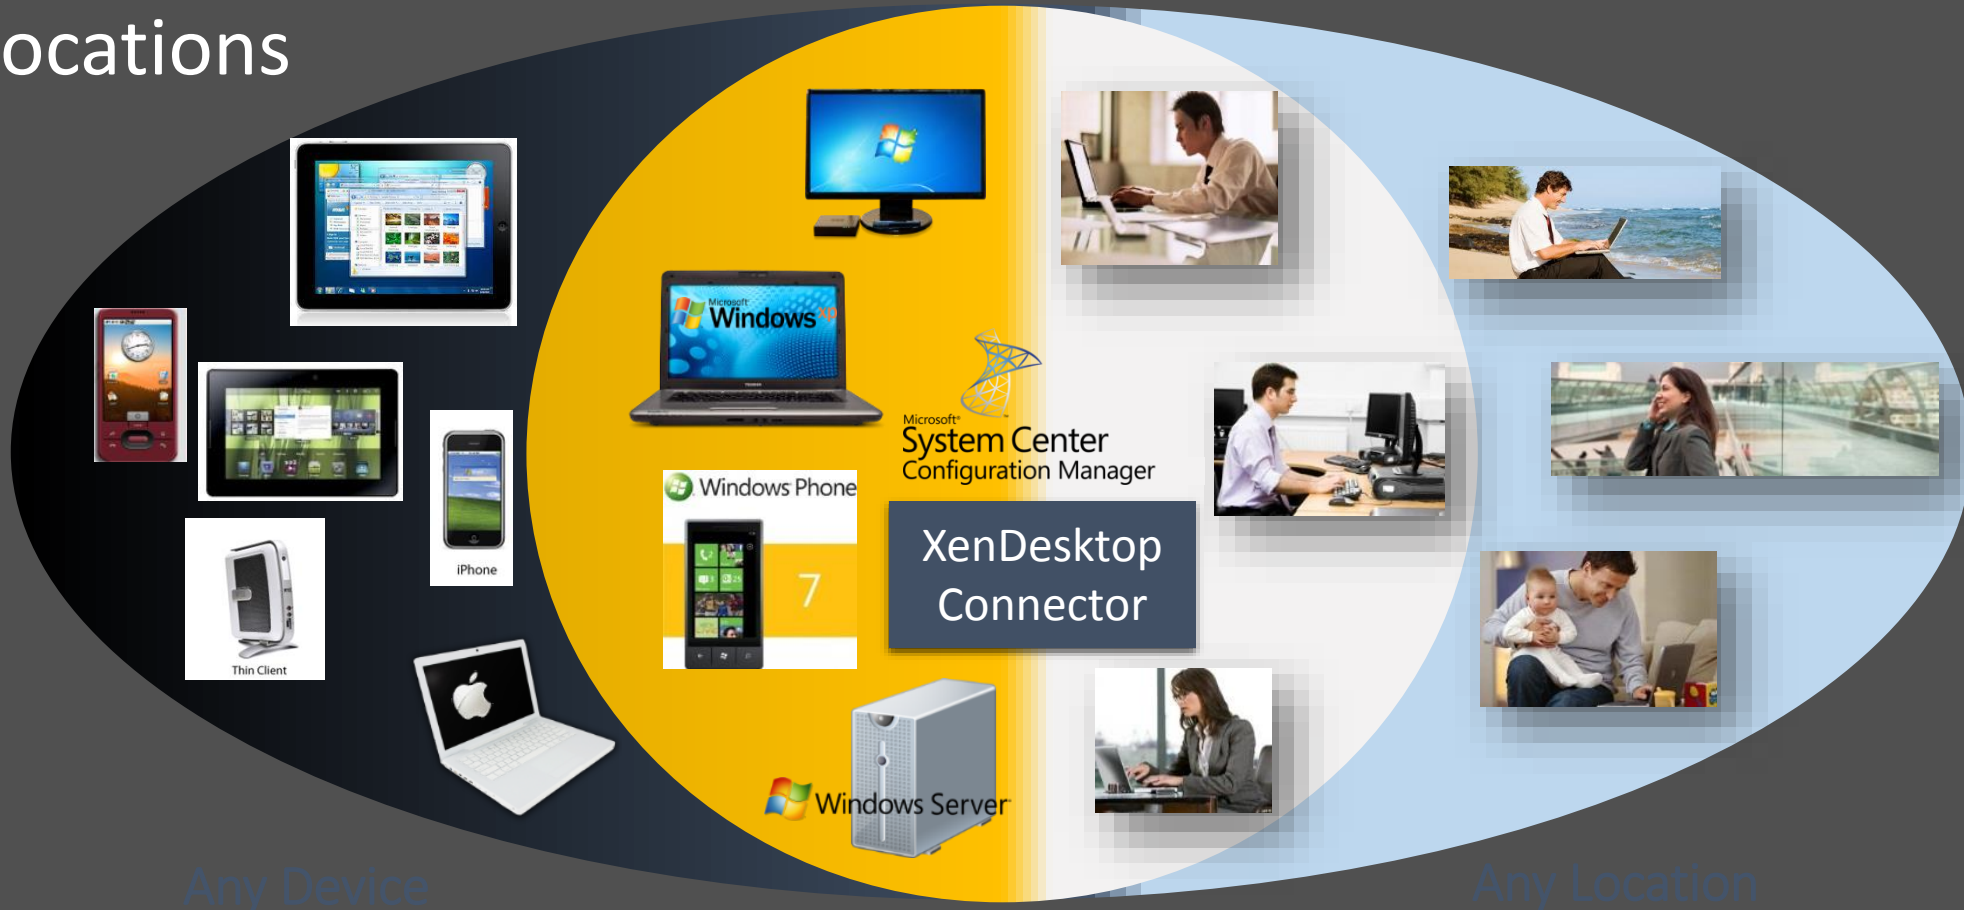 ocations
Microsoft
Windows xp
Microsoft®
System Center
Configuration Manager
Windows Phone
7
XenDesktop
Connector
iPhone
Thin Client
Windows Server
Any Device
Any Location